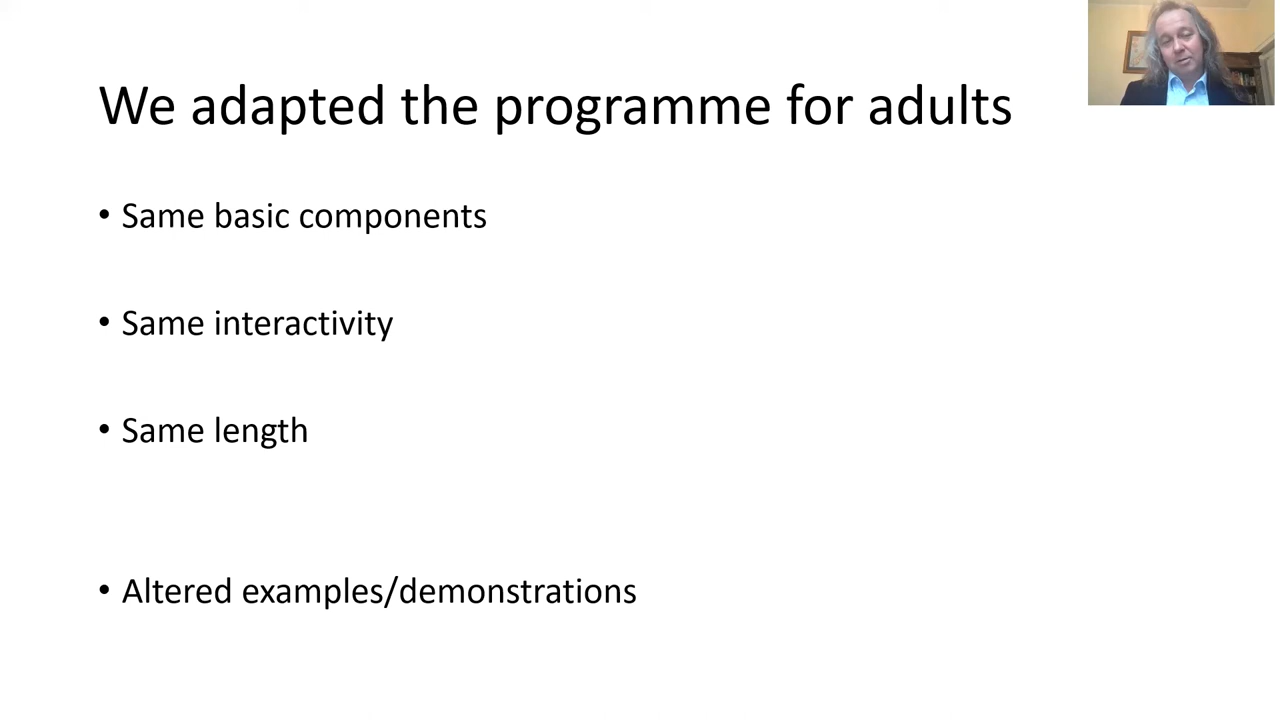 We adapted the programme for adults
• Same basic components
• Same interactivity
• Same length
• Altered examples/demonstrations